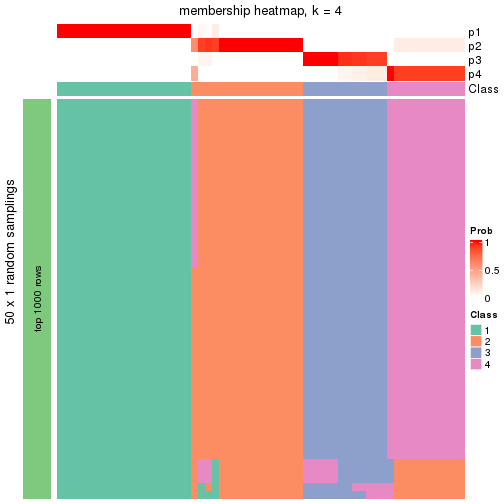 membership heatmap, k = 4
p1
p2
p3
p4
Class
50 x 1 random samplings
top 1000 rows
Prob
1
0.5
0
Class
1
2
3
4